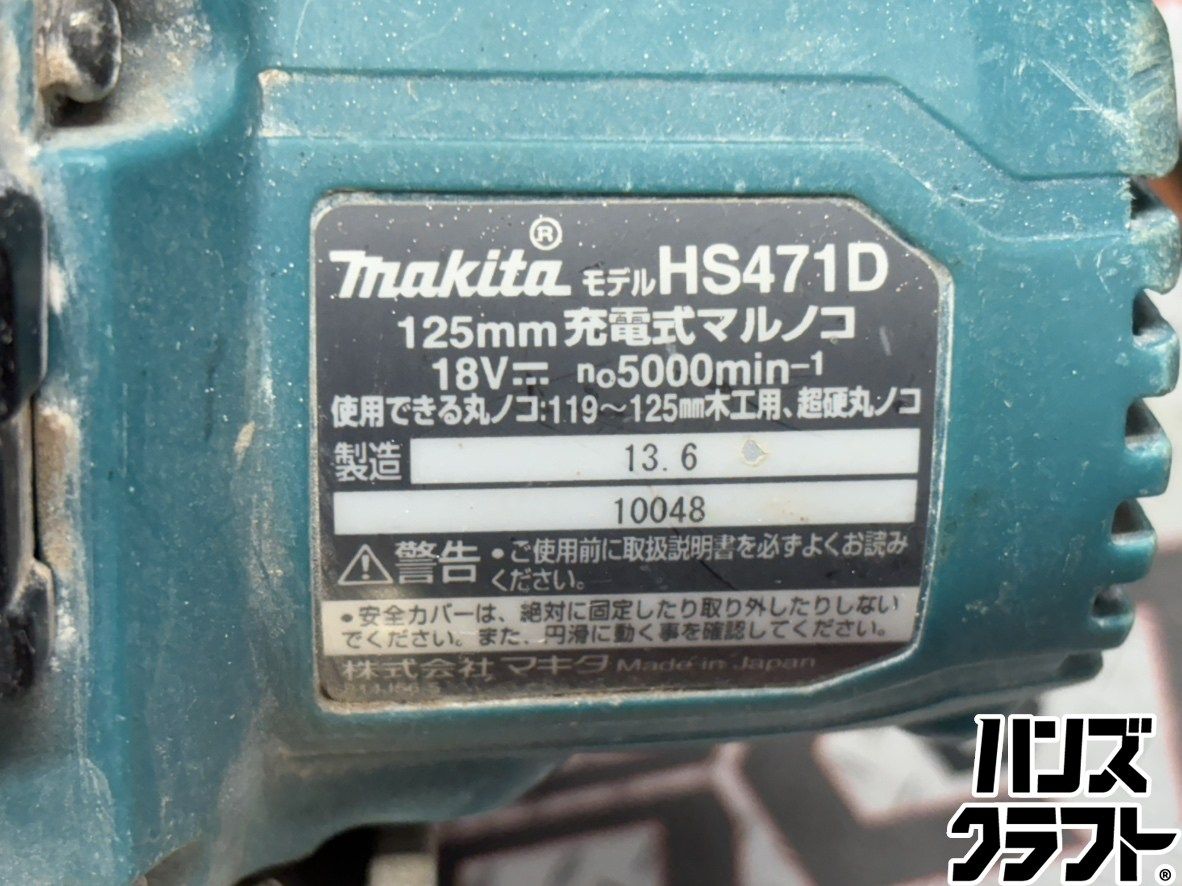 makita® モデル HS471D
125mm 充電式マルノコ
18V⎓ no5000min-1
使用できる丸ノコ:119～125mm木工用、超硬丸ノコ
製造 13.6
10048
⚠警告 •ご使用前に取扱説明書を必ずよくお読み
ください。
•安全カバーは、絶対に固定したり取り外したりしない
でください。また、円滑に動く事を確認してください。
株式会社 マキタ Made in Japan
ハンズ
クラフト®